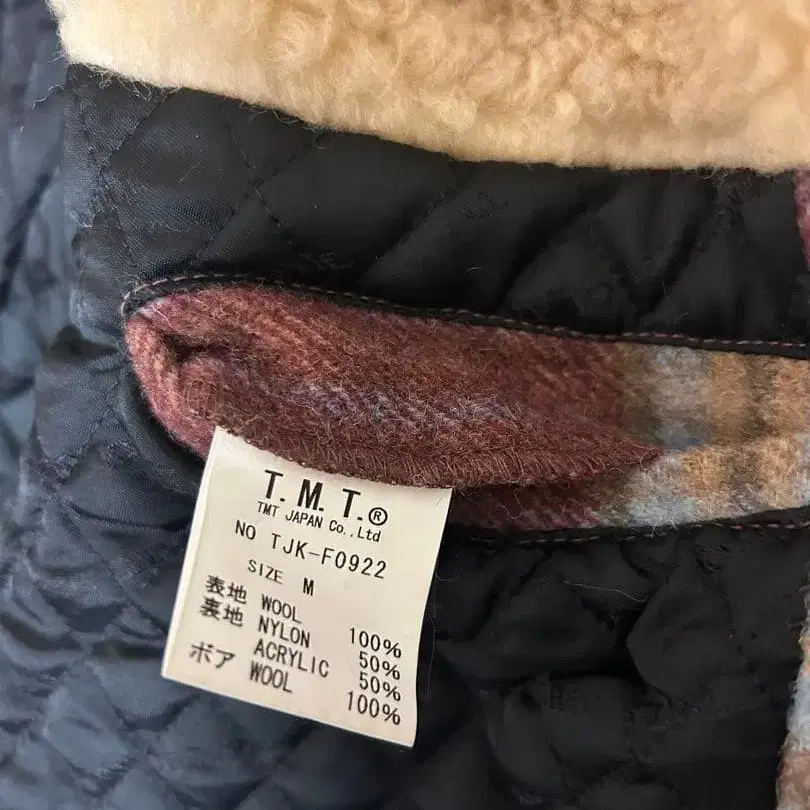 T.M.T.®
TMT JAPAN Co.,Ltd
NO TJK-F0922
SIZE M
表地 WOOL 100%
表地 NYLON 50%
ACRYLIC 50%
ボア WOOL 100%